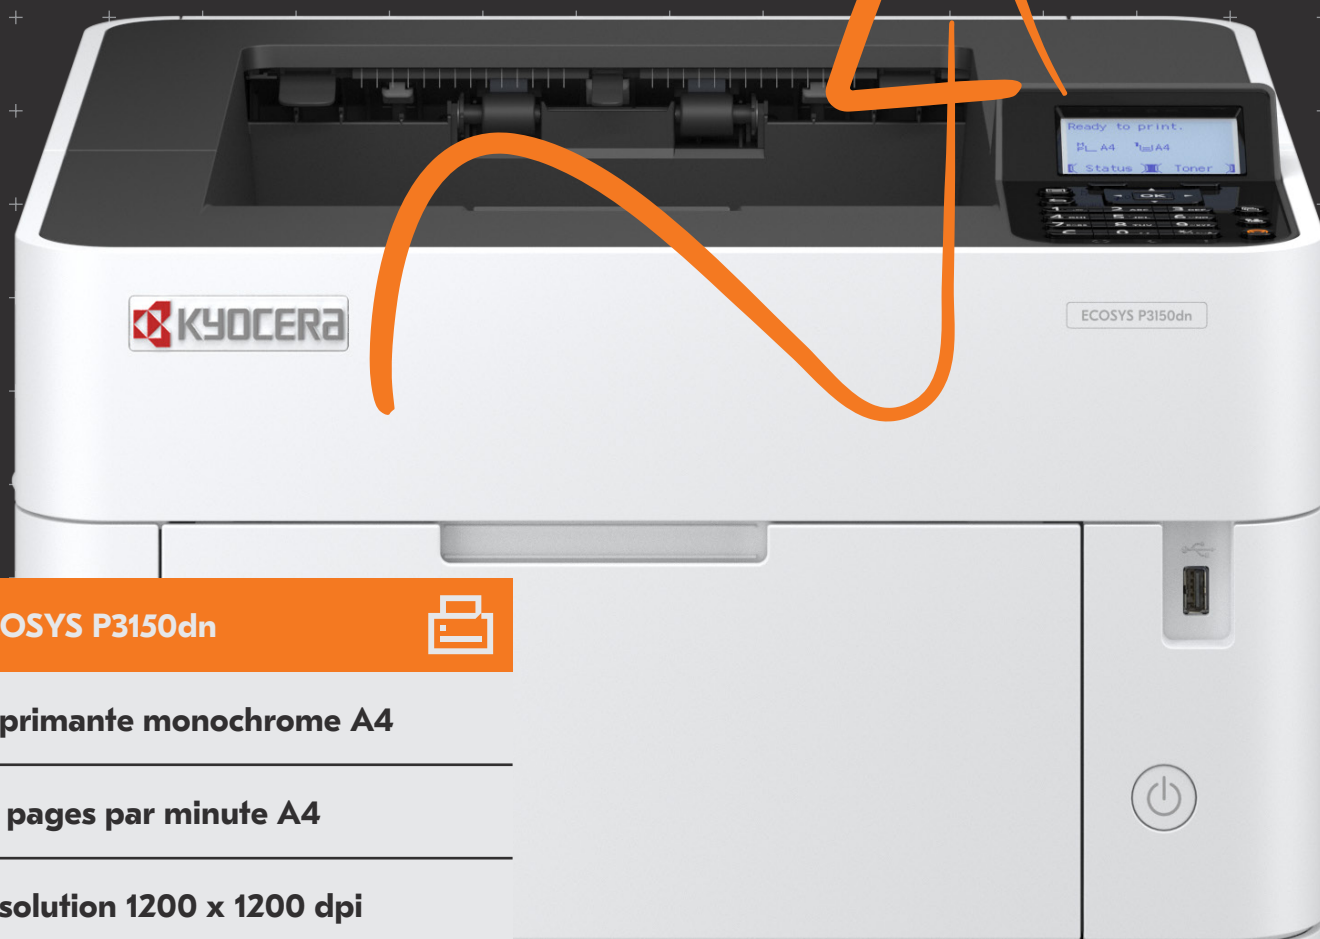 Ready to print.
A4 A4
Status Toner
OK
KYOCERA
ECOSYS P3150dn
OSYS P3150dn
primante monochrome A4
pages par minute A4
solution 1200 x 1200 dpi